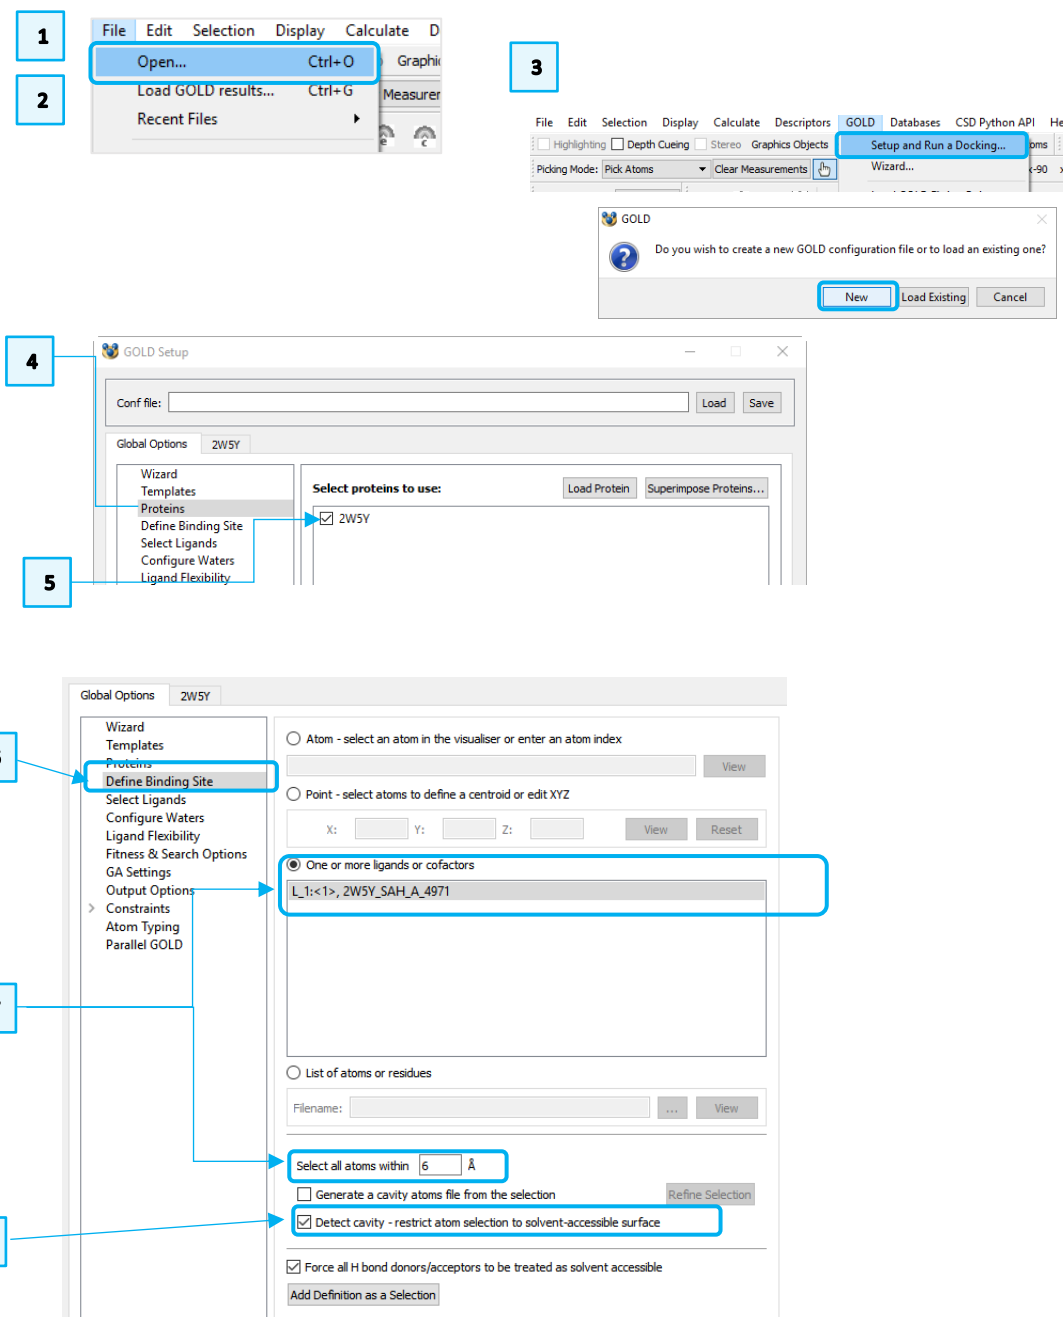 1
File Edit Selection Display Calculate D
Open... Ctrl+O Graphi
2
Load GOLD results... Ctrl+G Measurer
Recent Files
e c
3
File Edit Selection Display Calculate Descriptors GOLD Databases CSD Python API He
Highlighting Depth Cueing Stereo Graphics Objects Setup and Run a Docking... oms
Picking Mode: Pick Atoms Clear Measurements Wizard... x-90 x
GOLD
Do you wish to create a new GOLD configuration file or to load an existing one?
New Load Existing Cancel
4
GOLD Setup
Conf file: Load Save
Global Options 2W5Y
Wizard
Templates
Proteins
Define Binding Site
Select Ligands
Configure Waters
Ligand Flexibility
Select proteins to use: Load Protein Superimpose Proteins...
2W5Y
5
Global Options 2W5Y
Wizard
Templates
Proteins
Define Binding Site
Select Ligands
Configure Waters
Ligand Flexibility
Fitness & Search Options
GA Settings
Output Options
Constraints
Atom Typing
Parallel GOLD
Atom - select an atom in the visualiser or enter an atom index
View
Point - select atoms to define a centroid or edit XYZ
X: Y: Z: View Reset
One or more ligands or cofactors
L_1:<1>, 2W5Y_SAH_A_4971
List of atoms or residues
Filename: ... View
Select all atoms within 6 Å
Generate a cavity atoms file from the selection Refine Selection
Detect cavity - restrict atom selection to solvent-accessible surface
Force all H bond donors/acceptors to be treated as solvent accessible
Add Definition as a Selection